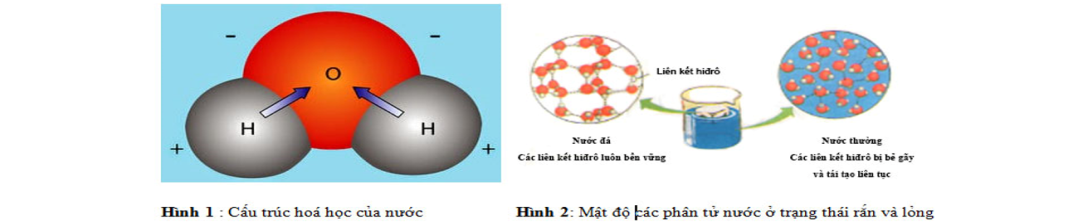 -
-
O
H
H
+
+
Hình 1 : Cấu trúc hoá học của nước
Liên kết hiđrô
Nước đá
Các liên kết hiđrô luôn bền vững
Nước thường
Các liên kết hiđrô bị bẻ gãy
và tái tạo liên tục
Hình 2: Mật độ các phân tử nước ở trạng thái rắn và lỏng